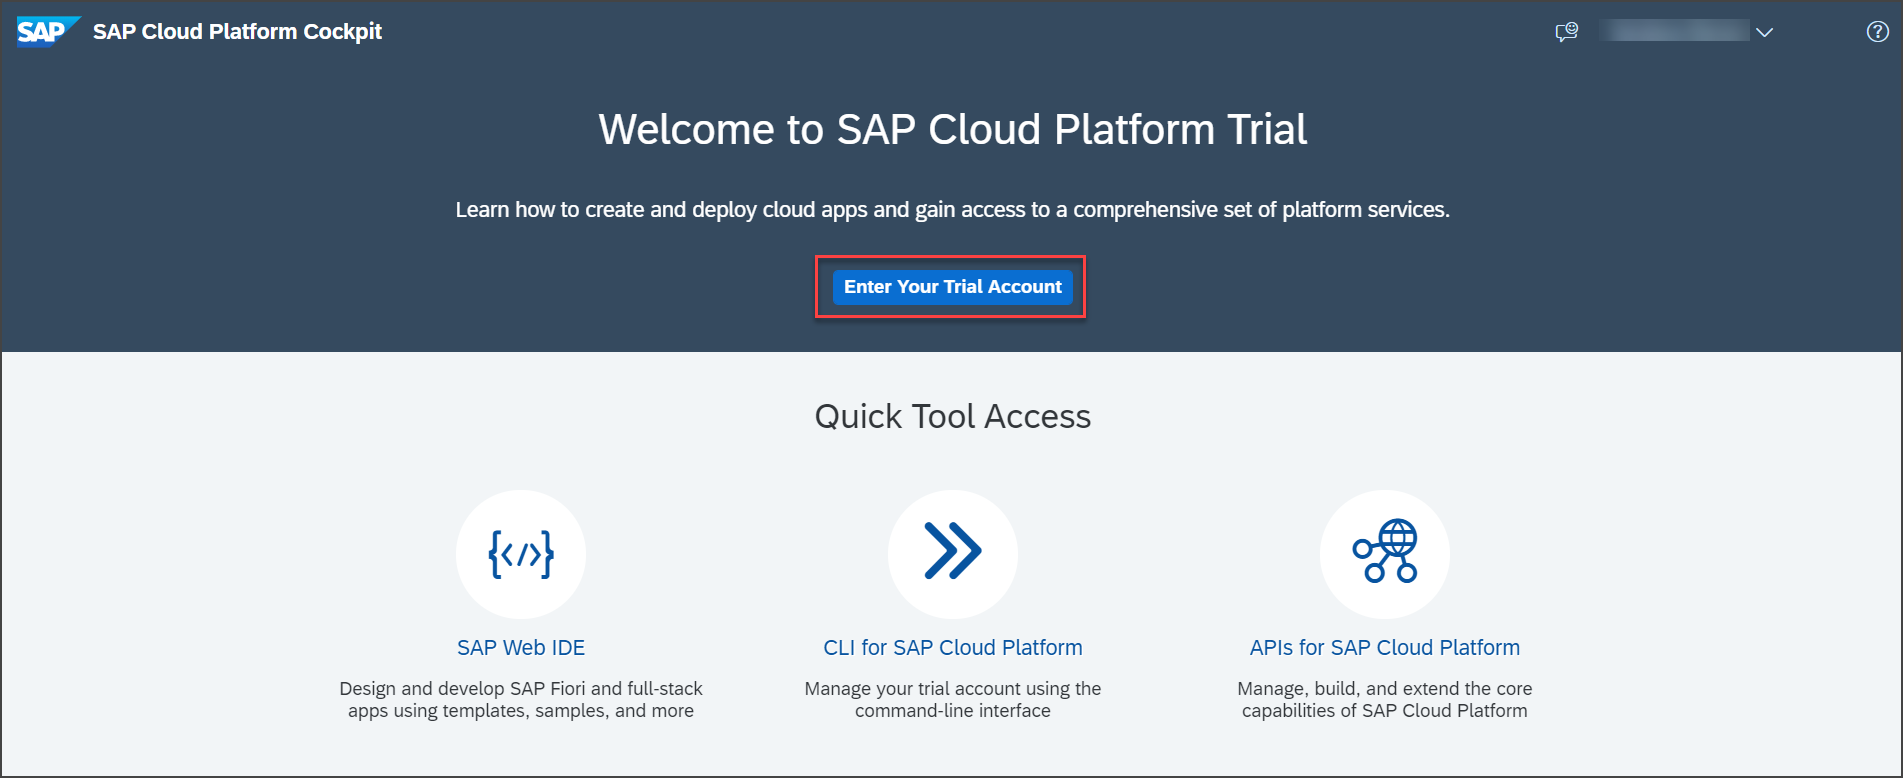 SAP SAP Cloud Platform Cockpit
Welcome to SAP Cloud Platform Trial
Learn how to create and deploy cloud apps and gain access to a comprehensive set of platform services.
Enter Your Trial Account
Quick Tool Access
SAP Web IDE
Design and develop SAP Fiori and full-stack
apps using templates, samples, and more
CLI for SAP Cloud Platform
Manage your trial account using the
command-line interface
APIs for SAP Cloud Platform
Manage, build, and extend the core
capabilities of SAP Cloud Platform